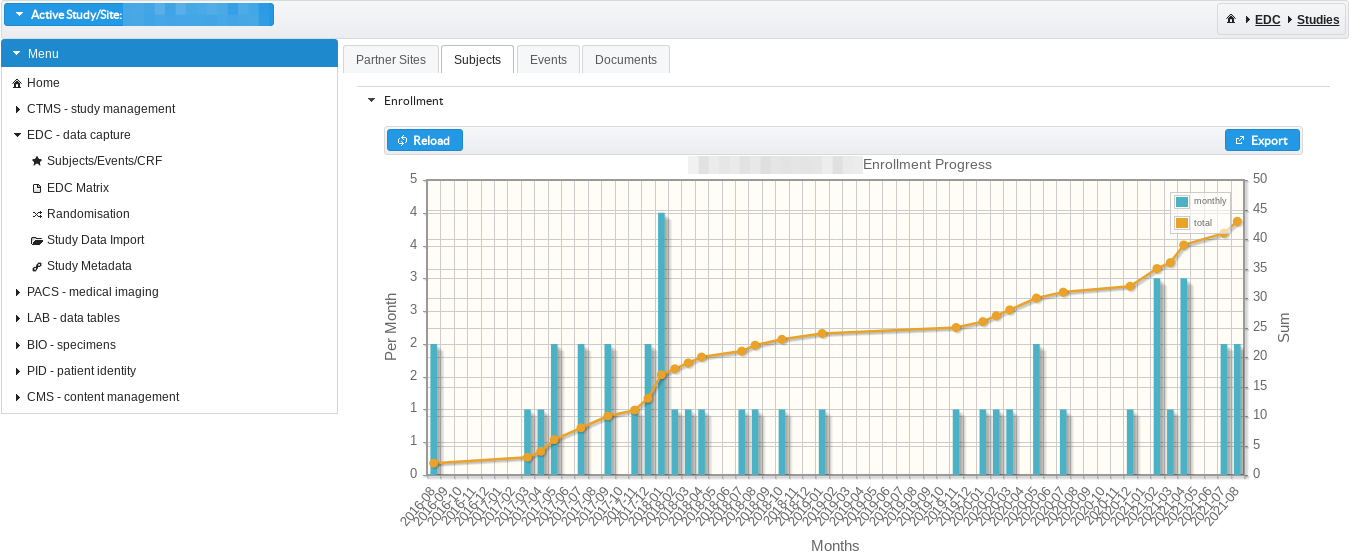 Active Study/Site:
EDC Studies
Menu
Home
CTMS - study management
EDC - data capture
Subjects/Events/CRF
EDC Matrix
Randomisation
Study Data Import
Study Metadata
PACS - medical imaging
LAB - data tables
BIO - specimens
PID - patient identity
CMS - content management
Partner Sites Subjects Events Documents
Enrollment
Reload Export
Enrollment Progress
monthly
total
Per Month
5
4
4
3
3
2
2
1
1
0
50
45
40
35
30
25
20
15
10
5
0
Sum
2016-08 2016-09 2016-10 2016-11 2016-12 2017-01 2017-02 2017-03 2017-04 2017-05 2017-06 2017-07 2017-08 2017-09 2017-10 2017-11 2017-12 2018-01 2018-02 2018-03 2018-04 2018-05 2018-06 2018-07 2018-08 2018-09 2018-10 2018-11 2018-12 2019-01 2019-02 2019-03 2019-04 2019-05 2019-06 2019-07 2019-08 2019-09 2019-10 2019-11 2019-12 2020-01 2020-02 2020-03 2020-04 2020-05 2020-06 2020-07 2020-08 2020-09 2020-10 2020-11 2020-12 2021-01 2021-02 2021-03 2021-04 2021-05 2021-06 2021-07 2021-08
Months